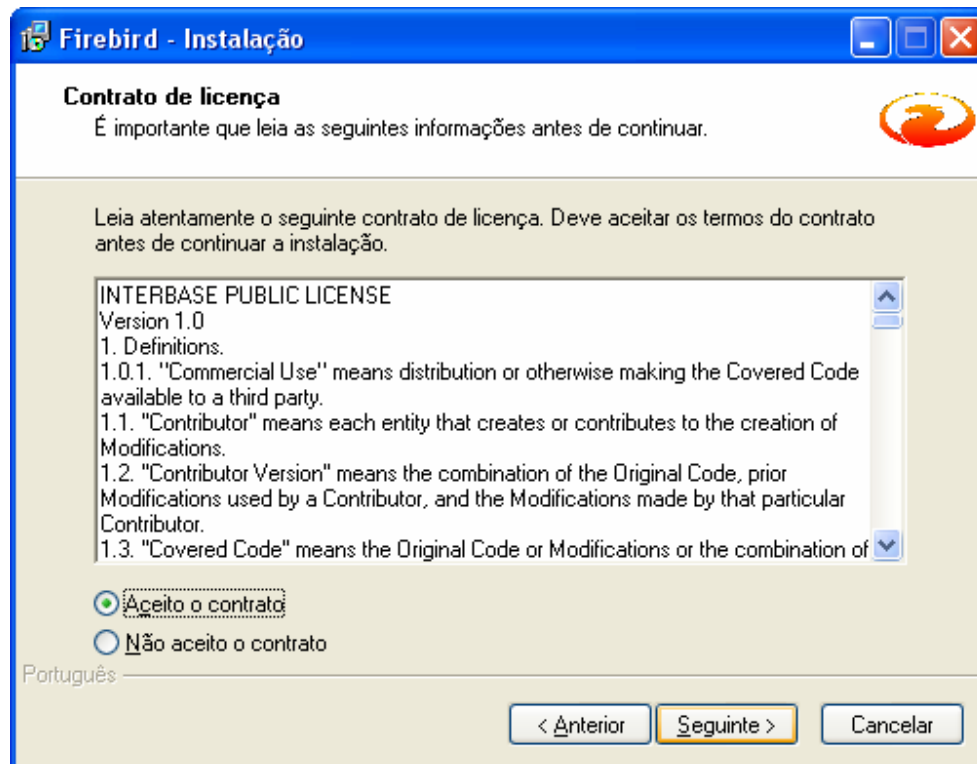 Firebird - Instalação
Contrato de licença
É importante que leia as seguintes informações antes de continuar.
Leia atentamente o seguinte contrato de licença. Deve aceitar os termos do contrato
antes de continuar a instalação.
INTERBASE PUBLIC LICENSE
Version 1.0
1. Definitions.
1.0.1. "Commercial Use" means distribution or otherwise making the Covered Code
available to a third party.
1.1. "Contributor" means each entity that creates or contributes to the creation of
Modifications.
1.2. "Contributor Version" means the combination of the Original Code, prior
Modifications used by a Contributor, and the Modifications made by that particular
Contributor.
1.3. "Covered Code" means the Original Code or Modifications or the combination of
Aceito o contrato
Não aceito o contrato
Português
< Anterior Seguinte > Cancelar